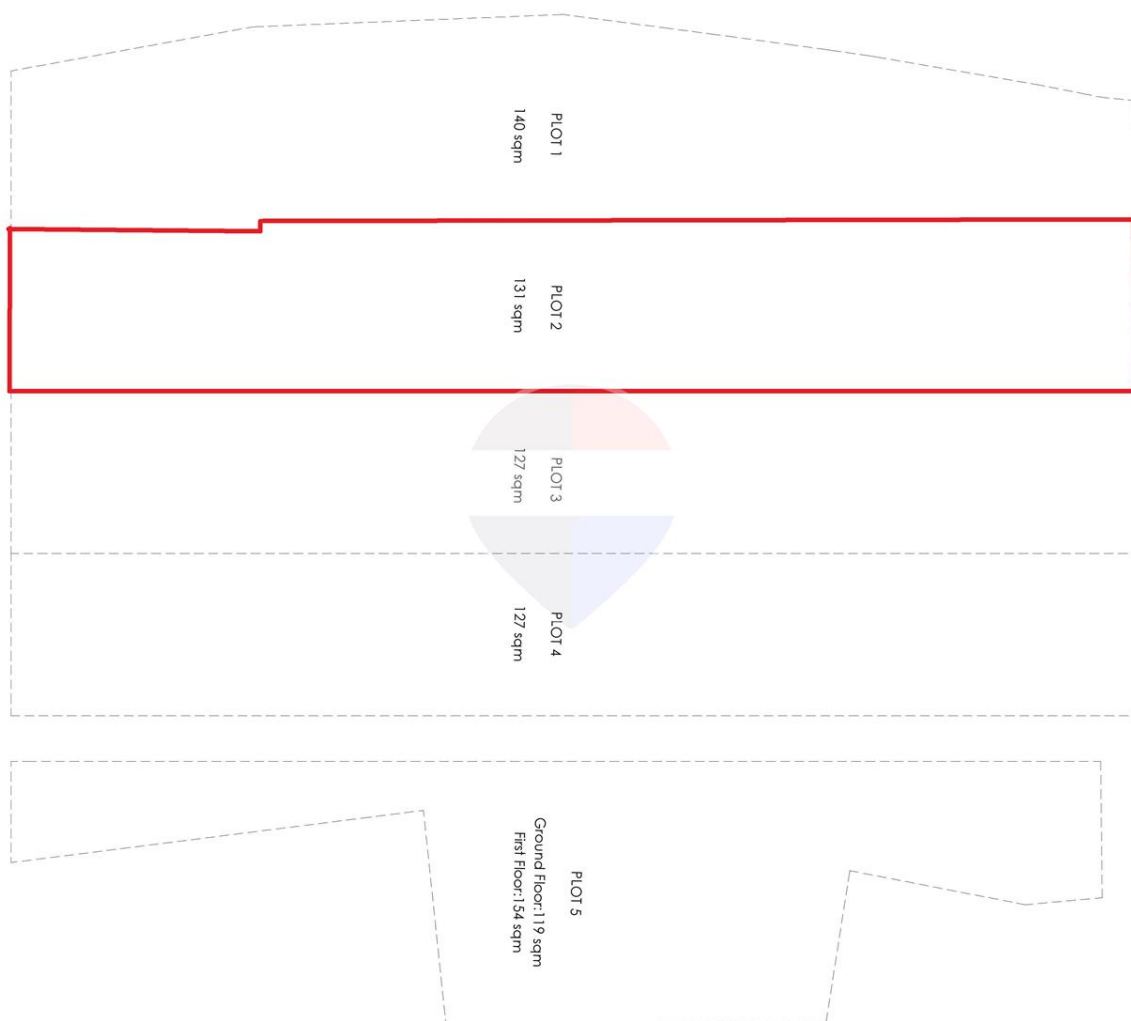 PLOT 1
140 sqm
PLOT 2
131 sqm
PLOT 3
127 sqm
PLOT 4
127 sqm
PLOT 5
Ground Floor:119 sqm
First Floor:154 sqm